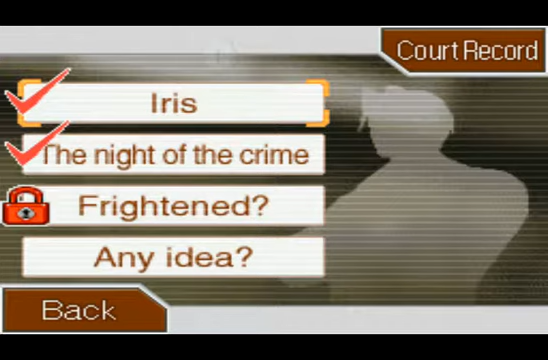 Court Record
Iris
The night of the crime
Frightened?
Any idea?
Back